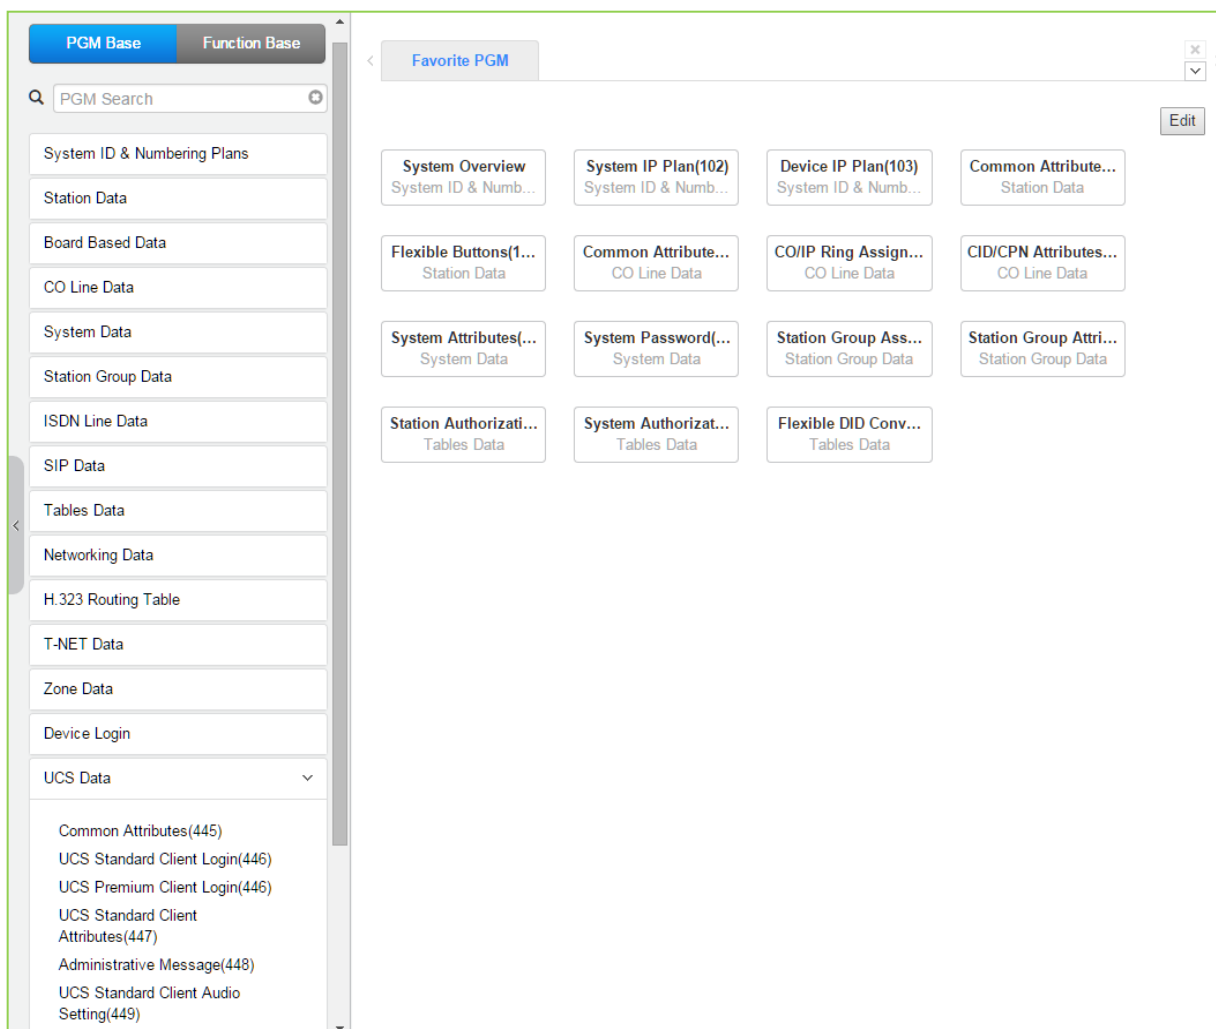 PGM Base
Function Base
PGM Search
System ID & Numbering Plans
Station Data
Board Based Data
CO Line Data
System Data
Station Group Data
ISDN Line Data
SIP Data
Tables Data
Networking Data
H.323 Routing Table
T-NET Data
Zone Data
Device Login
UCS Data
Common Attributes(445)
UCS Standard Client Login(446)
UCS Premium Client Login(446)
UCS Standard Client
Attributes(447)
Administrative Message(448)
UCS Standard Client Audio
Setting(449)
Favorite PGM
Edit
System Overview
System ID & Numb...
System IP Plan(102)
System ID & Numb...
Device IP Plan(103)
System ID & Numb...
Common Attribute...
Station Data
Flexible Buttons(1...
Station Data
Common Attribute...
CO Line Data
CO/IP Ring Assign...
CO Line Data
CID/CPN Attributes...
CO Line Data
System Attributes(...
System Data
System Password(...
System Data
Station Group Ass...
Station Group Data
Station Group Attri...
Station Group Data
Station Authorizati...
Tables Data
System Authorizat...
Tables Data
Flexible DID Conv...
Tables Data